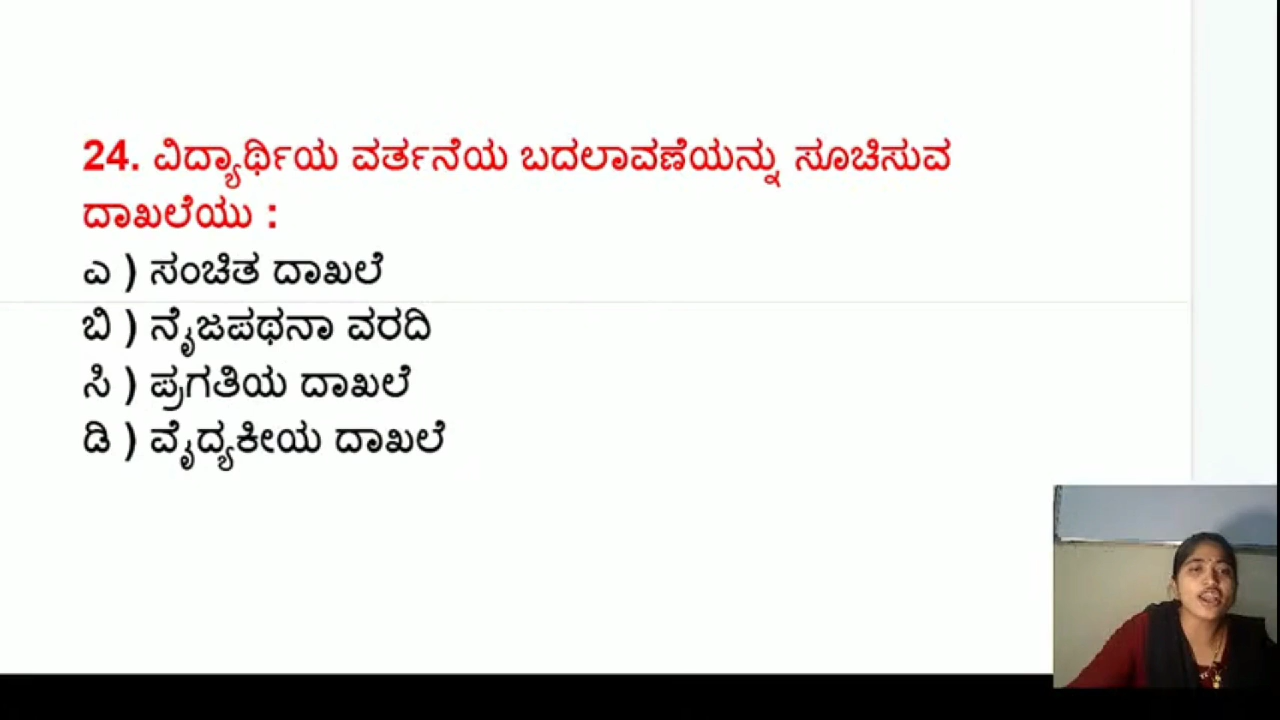 24. ವಿದ್ಯಾರ್ಥಿಯ ವರ್ತನೆಯ ಬದಲಾವಣೆಯನ್ನು ಸೂಚಿಸುವ
ದಾಖಲೆಯು :
ಎ ) ಸಂಚಿತ ದಾಖಲೆ
ಬಿ ) ನೈಜಪಥನಾ ವರದಿ
ಸಿ ) ಪ್ರಗತಿಯ ದಾಖಲೆ
ಡಿ ) ವೈದ್ಯಕೀಯ ದಾಖಲೆ